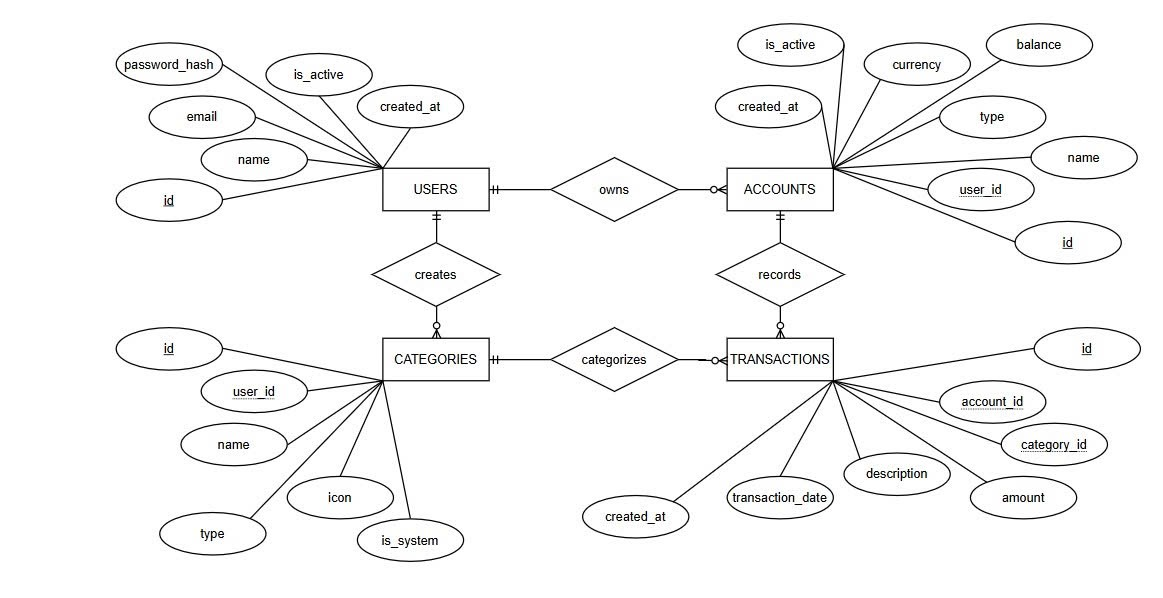 is_active
balance
password_hash
currency
is_active
created_at
created_at
email
type
name
name
id
USERS
owns
ACCOUNTS
user_id
id
creates
records
id
CATEGORIES
categorizes
TRANSACTIONS
id
user_id
account_id
name
category_id
description
icon
transaction_date
amount
created_at
type
is_system